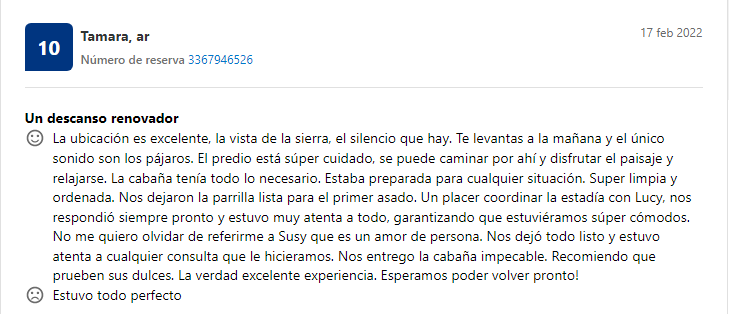 10
Tamara, ar
17 feb 2022
Número de reserva 3367946526
Un descanso renovador
La ubicación es excelente, la vista de la sierra, el silencio que hay. Te levantas a la mañana y el único
sonido son los pájaros. El predio está súper cuidado, se puede caminar por ahí y disfrutar el paisaje y
relajarse. La cabaña tenía todo lo necesario. Estaba preparada para cualquier situación. Super limpia y
ordenada. Nos dejaron la parrilla lista para el primer asado. Un placer coordinar la estadía con Lucy, nos
respondió siempre pronto y estuvo muy atenta a todo, garantizando que estuviéramos súper cómodos.
No me quiero olvidar de referirme a Susy que es un amor de persona. Nos dejó todo listo y estuvo
atenta a cualquier consulta que le hicieramos. Nos entrego la cabaña impecable. Recomiendo que
prueben sus dulces. La verdad excelente experiencia. Esperamos poder volver pronto!
Estuvo todo perfecto